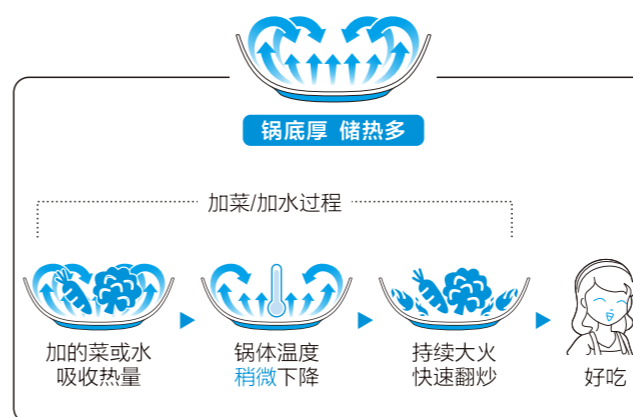 锅底厚 储热多
加菜/加水过程
加的菜或水
吸收热量
锅体温度
稍微下降
持续大火
快速翻炒
好吃